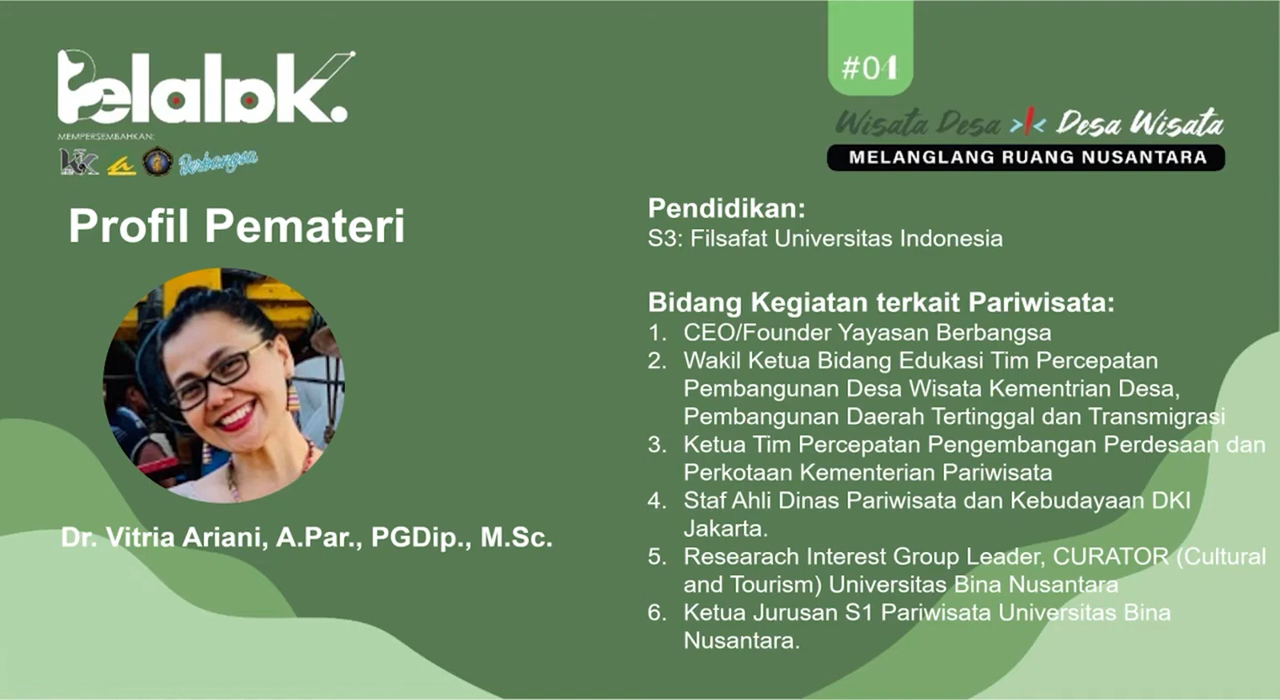 Pelalok.
MEMPERSEMBAHKAN:
Berbangsa
#01
Wisata Desa >|< Desa Wisata
MELANGLANG RUANG NUSANTARA
Profil Pemateri
Dr. Vitria Ariani, A.Par., PGDip., M.Sc.
Pendidikan:
S3: Filsafat Universitas Indonesia
Bidang Kegiatan terkait Pariwisata:
1. CEO/Founder Yayasan Berbangsa
2. Wakil Ketua Bidang Edukasi Tim Percepatan
Pembangunan Desa Wisata Kementrian Desa,
Pembangunan Daerah Tertinggal dan Transmigrasi
3. Ketua Tim Percepatan Pengembangan Perdesaan dan
Perkotaan Kementerian Pariwisata
4. Staf Ahli Dinas Pariwisata dan Kebudayaan DKI
Jakarta.
5. Researach Interest Group Leader, CURATOR (Cultural
and Tourism) Universitas Bina Nusantara
6. Ketua Jurusan S1 Pariwisata Universitas Bina
Nusantara.